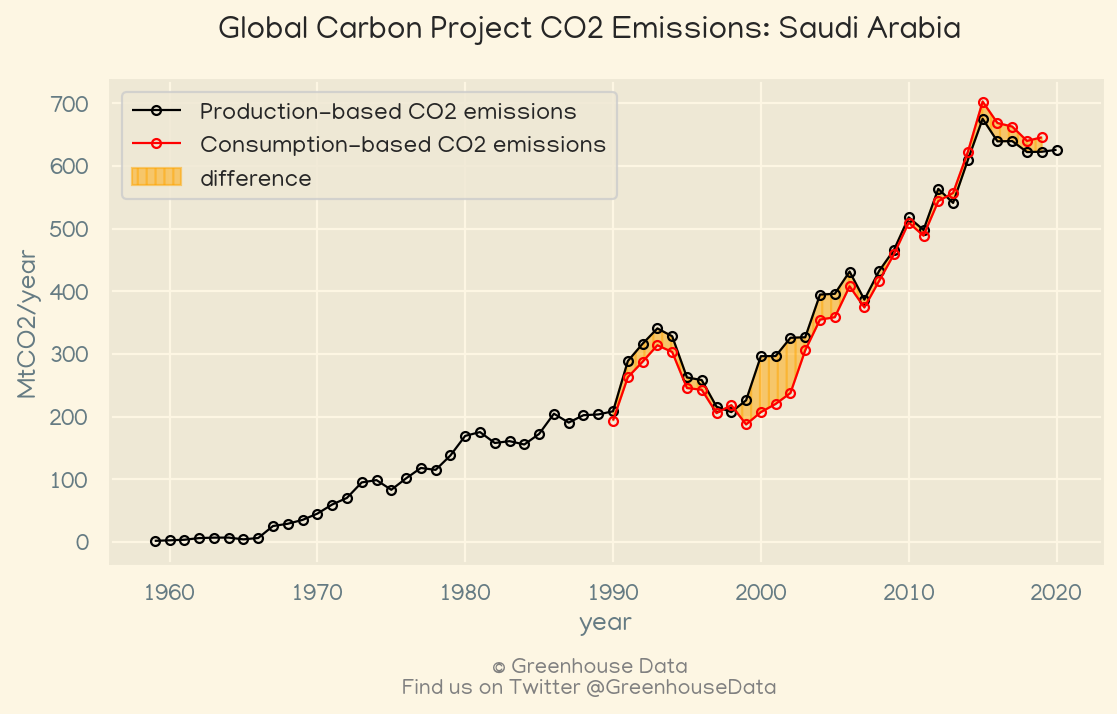 Global Carbon Project CO2 Emissions: Saudi Arabia
Production-based CO2 emissions
Consumption-based CO2 emissions
difference
MtCO2/year
700
600
500
400
300
200
100
0
1960 1970 1980 1990 2000 2010 2020
year
© Greenhouse Data
Find us on Twitter @GreenhouseData